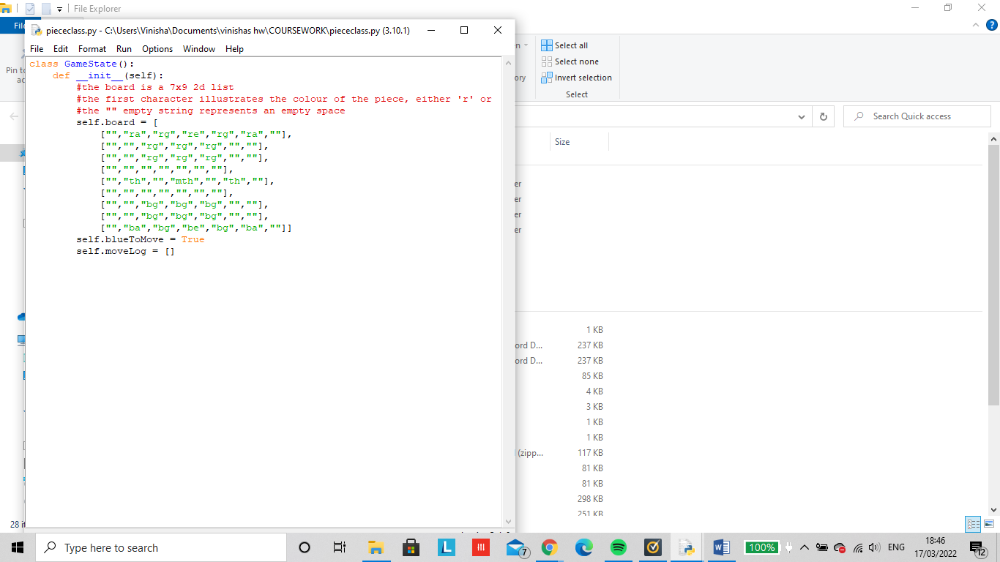 File Explorer
File
piececlass.py - C:\Users\Vinisha\Documents\vinishas hw\COURSEWORK\piececlass.py (3.10.1)
File Edit Format Run Options Window Help
class GameState():
    def __init__(self):
        #the board is a 7x9 2d list
        #the first character illustrates the colour of the piece, either 'r' or
        #the "" empty string represents an empty space
        self.board = [
            ["","ra","rg","re","rg","ra",""],
            ["","","rg","rg","rg","",""],
            ["","","rg","rg","rg","",""],
            ["","","","","","",""],
            ["","th","","mth","","th",""],
            ["","","","","","",""],
            ["","","bg","bg","bg","",""],
            ["","","bg","bg","bg","",""],
            ["","ba","bg","be","bg","ba",""]]
        self.blueToMove = True
        self.moveLog = []
Select all
Select none
Invert selection
Select
Search Quick access
Size
er
er
er
er
1 KB
ord D... 237 KB
ord D... 237 KB
85 KB
4 KB
3 KB
1 KB
1 KB
(zipp... 117 KB
81 KB
81 KB
298 KB
251 KB
Pin to
28
Type here to search
7
100%
ENG
18:46
17/03/2022
12